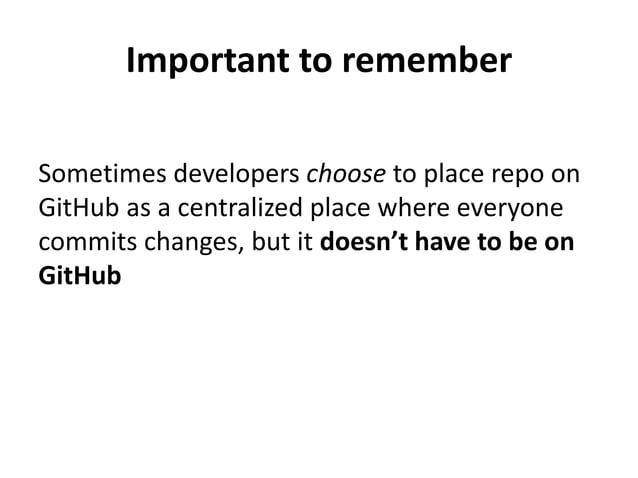 Important to remember
Sometimes developers choose to place repo on
GitHub as a centralized place where everyone
commits changes, but it doesn’t have to be on
GitHub